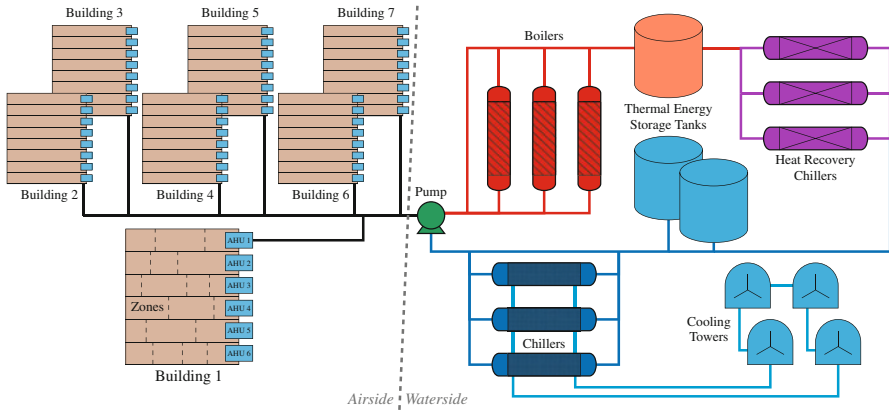 Building 3
Building 5
Building 7
Building 2
Building 4
Building 6
AHU 1
AHU 2
AHU 3
AHU 4
AHU 5
AHU 6
Zones
Building 1
Airside
Waterside
Pump
Boilers
Thermal Energy
Storage Tanks
Heat Recovery
Chillers
Chillers
Cooling
Towers